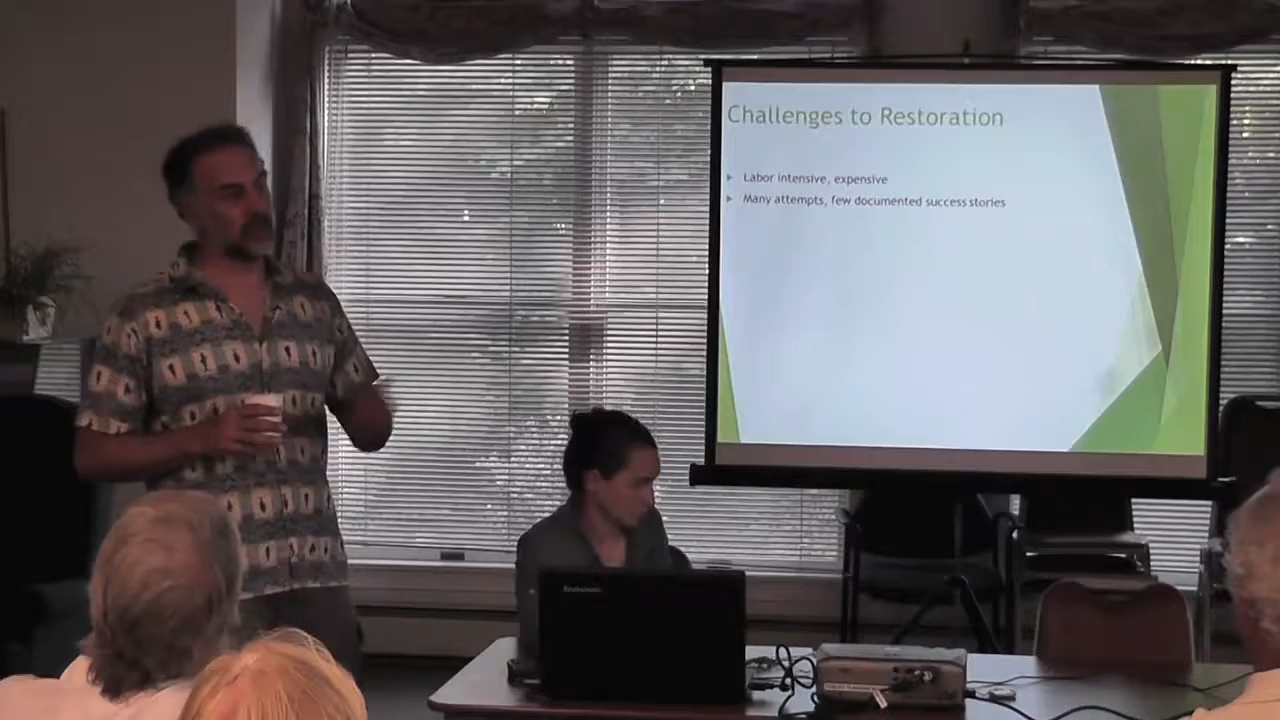 Challenges to Restoration
Labor intensive, expensive
Many attempts, few documented success stories